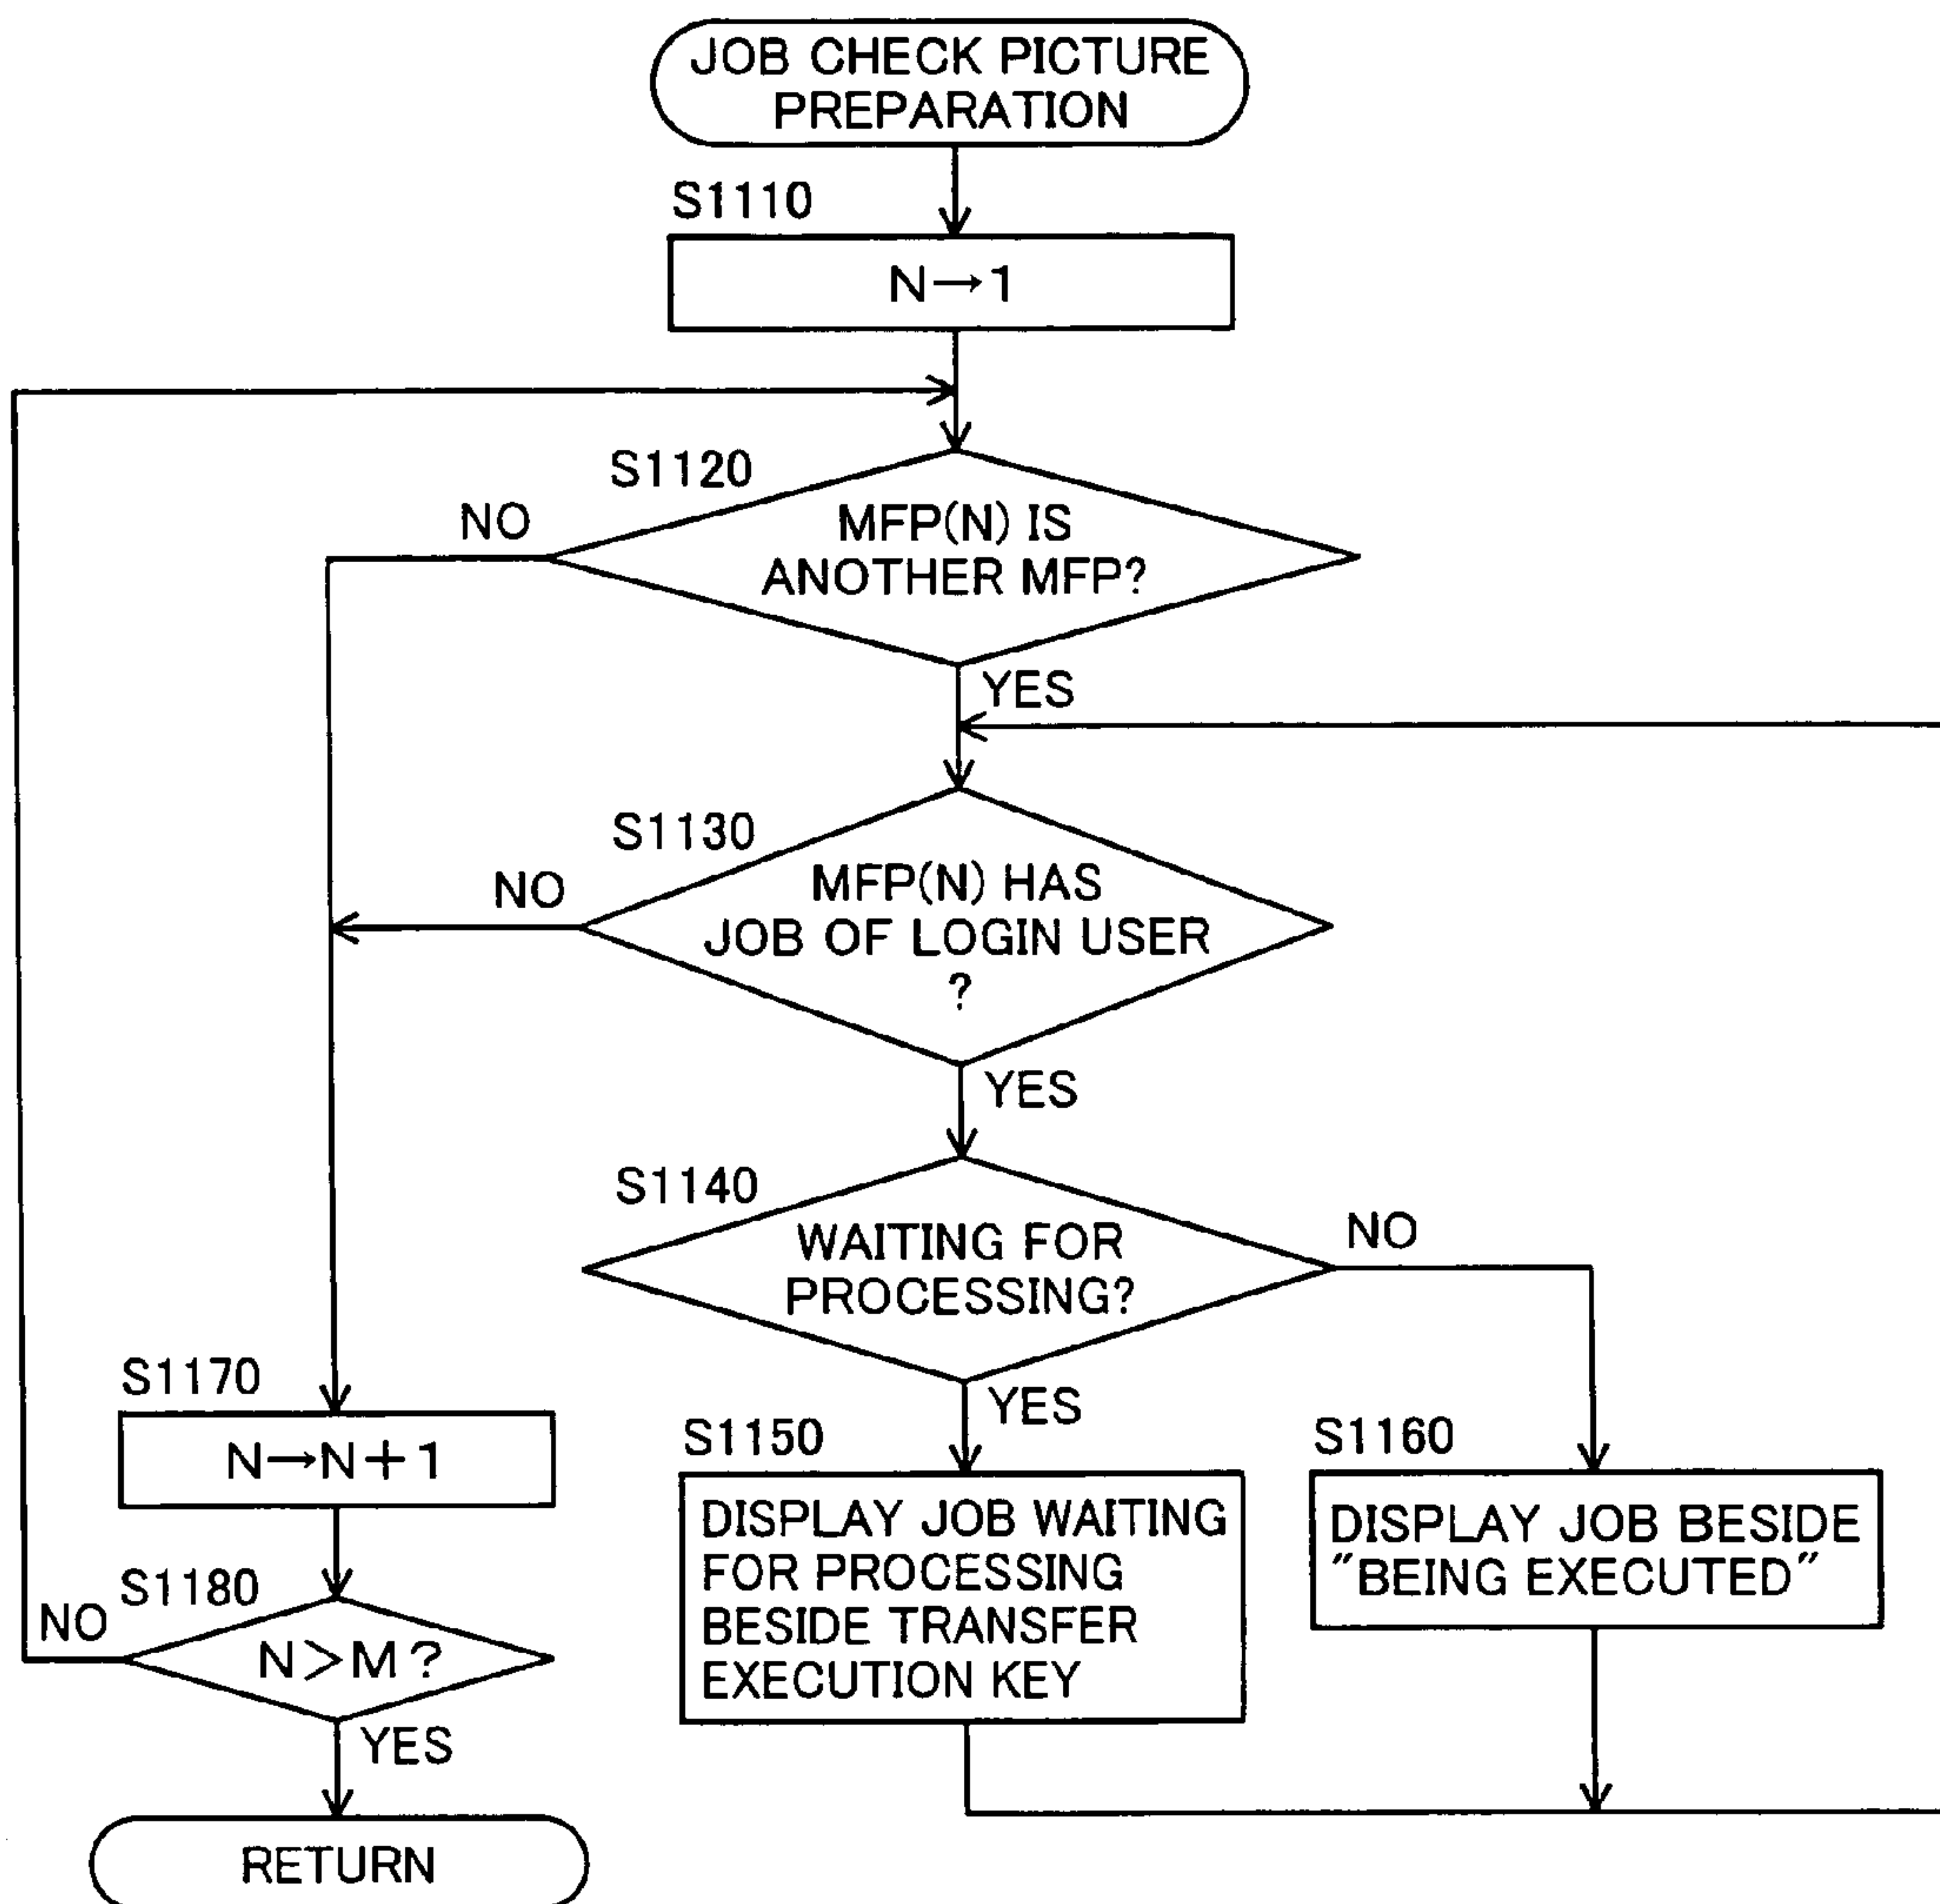 JOB CHECK PICTURE
PREPARATION
S1110
N→1
S1120
NO
MFP(N) IS
ANOTHER MFP?
YES
S1130
NO
MFP(N) HAS
JOB OF LOGIN USER
?
YES
S1140
WAITING FOR
PROCESSING?
NO
YES
S1150
DISPLAY JOB WAITING
FOR PROCESSING
BESIDE TRANSFER
EXECUTION KEY
S1160
DISPLAY JOB BESIDE
"BEING EXECUTED"
S1170
N→N+1
S1180
NO
N>M?
YES
RETURN